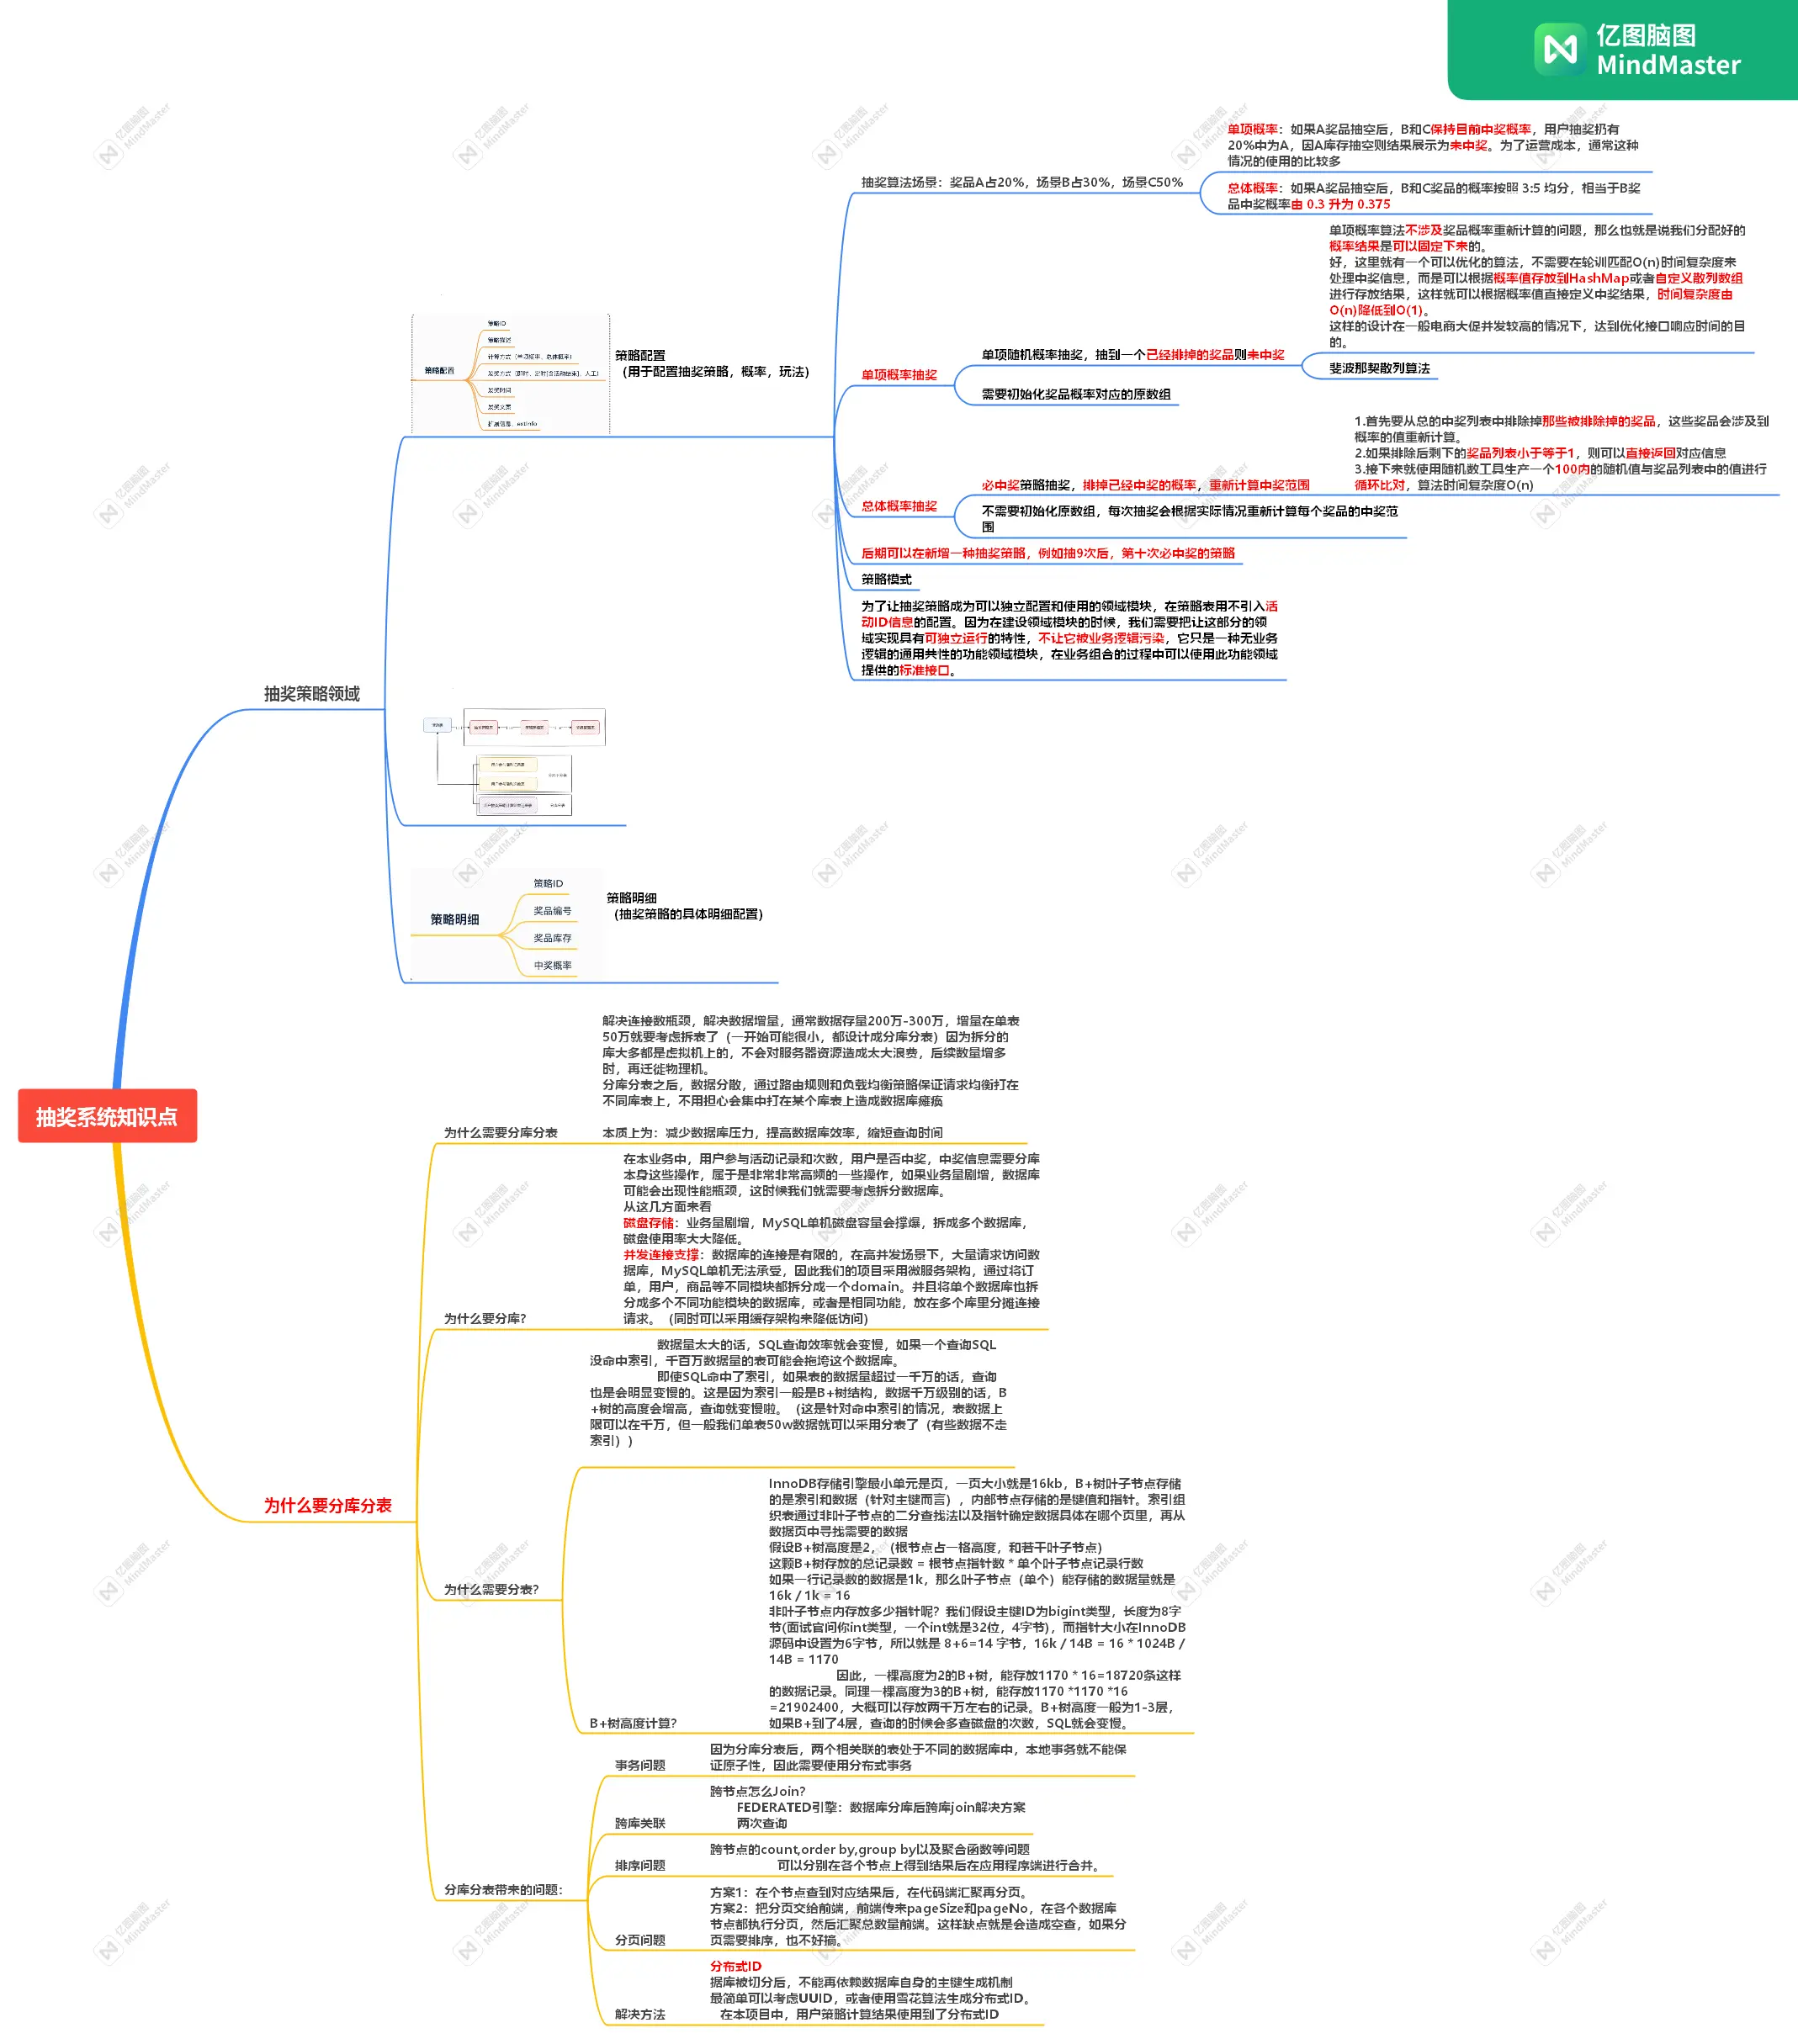 亿图脑图
MindMaster
抽奖系统知识点
抽奖策略领域
策略配置
策略ID
策略描述
计算方式（单项概率、总体概率）
发奖方式（即时、定时[含活动结束]、人工）
发奖时间
发奖文案
扩展信息，extInfo
策略配置
（用于配置抽奖策略，概率，玩法）
抽奖算法场景：奖品A占20%，场景B占30%，场景C50%
单项概率：如果A奖品抽空后，B和C保持目前中奖概率，用户抽奖扔有
20%中为A，因A库存抽空则结果展示为未中奖。为了运营成本，通常这种
情况的使用的比较多
总体概率：如果A奖品抽空后，B和C奖品的概率按照 3:5 均分，相当于B奖
品中奖概率由 0.3 升为 0.375
单项概率抽奖
单项随机概率抽奖，抽到一个已经排掉的奖品则未中奖
单项概率算法不涉及奖品概率重新计算的问题，那么也就是说我们分配好的
概率结果是可以固定下来的。
好，这里就有一个可以优化的算法，不需要在轮训匹配O(n)时间复杂度来
处理中奖信息，而是可以根据概率值存放到HashMap或者自定义散列数组
进行存放结果，这样就可以根据概率值直接定义中奖结果，时间复杂度由
O(n)降低到O(1)。
这样的设计在一般电商大促并发较高的情况下，达到优化接口响应时间的目
的。
斐波那契散列算法
需要初始化奖品概率对应的原数组
总体概率抽奖
必中奖策略抽奖，排掉已经中奖的概率，重新计算中奖范围
1.首先要从总的中奖列表中排除掉那些被排除掉的奖品，这些奖品会涉及到
概率的值重新计算。
2.如果排除后剩下的奖品列表小于等于1，则可以直接返回对应信息
3.接下来就使用随机数工具生产一个100内的随机值与奖品列表中的值进行
循环比对，算法时间复杂度O(n)
不需要初始化原数组，每次抽奖会根据实际情况重新计算每个奖品的中奖范
围
后期可以在新增一种抽奖策略，例如抽9次后，第十次必中奖的策略
策略模式
为了让抽奖策略成为可以独立配置和使用的领域模块，在策略表用不引入活
动ID信息的配置。因为在建设领域模块的时候，我们需要把让这部分的领
域实现具有可独立运行的特性，不让它被业务逻辑污染，它只是一种无业务
逻辑的通用共性的功能领域模块，在业务组合的过程中可以使用此功能领域
提供的标准接口。
策略明细
策略ID
奖品编号
奖品库存
中奖概率
策略明细
（抽奖策略的具体明细配置）
为什么要分库分表
为什么需要分库分表
解决连接数瓶颈，解决数据增量，通常数据存量200万-300万，增量在单表
50万就要考虑拆表了（一开始可能很小，都设计成分库分表）因为拆分的
库大多都是虚拟机上的，不会对服务器资源造成太大浪费，后续数量增多
时，再迁徙物理机。
分库分表之后，数据分散，通过路由规则和负载均衡策略保证请求均衡打在
不同库表上，不用担心会集中打在某个库表上造成数据库瘫痪
本质上为：减少数据库压力，提高数据库效率，缩短查询时间
为什么要分库？
在本业务中，用户参与活动记录和次数，用户是否中奖，中奖信息需要分库
本身这些操作，属于是非常非常高频的一些操作，如果业务量剧增，数据库
可能会出现性能瓶颈，这时候我们就需要考虑拆分数据库。
从这几方面来看
磁盘存储：业务量剧增，MySQL单机磁盘容量会撑爆，拆成多个数据库，
磁盘使用率大大降低。
并发连接支撑：数据库的连接是有限的，在高并发场景下，大量请求访问数
据库，MySQL单机无法承受，因此我们的项目采用微服务架构，通过将订
单，用户，商品等不同模块都拆分成一个domain。并且将单个数据库也拆
分成多个不同功能模块的数据库，或者是相同功能，放在多个库里分摊连接
请求。（同时可以采用缓存架构来降低访问）
为什么需要分表？
数据量太大的话，SQL查询效率就会变慢，如果一个查询SQL
没命中索引，千百万数据量的表可能会拖垮这个数据库。
即使SQL命中了索引，如果表的数据量超过一千万的话，查询
也是会明显变慢的。这是因为索引一般是B+树结构，数据千万级别的话，B
+树的高度会增高，查询就变慢啦。（这是针对命中索引的情况，表数据上
限可以在千万，但一般我们单表50w数据就可以采用分表了（有些数据不走
索引））
B+树高度计算？
InnoDB存储引擎最小单元是页，一页大小就是16kb，B+树叶子节点存储
的是索引和数据（针对主键而言），内部节点存储的是键值和指针。索引组
织表通过非叶子节点的二分查找法以及指针确定数据具体在哪个页里，再从
数据页中寻找需要的数据
假设B+树高度是2，（根节点占一格高度，和若干叶子节点）
这颗B+树存放的总记录数 = 根节点指针数 * 单个叶子节点记录行数
如果一行记录数的数据是1k，那么叶子节点（单个）能存储的数据量就是
16k / 1k = 16
非叶子节点内存放多少指针呢？我们假设主键ID为bigint类型，长度为8字
节(面试官问你int类型，一个int就是32位，4字节)，而指针大小在InnoDB
源码中设置为6字节，所以就是 8+6=14 字节，16k / 14B = 16 * 1024B /
14B = 1170
因此，一棵高度为2的B+树，能存放1170 * 16=18720条这样
的数据记录。同理一棵高度为3的B+树，能存放1170 *1170 *16
=21902400，大概可以存放两千万左右的记录。B+树高度一般为1-3层，
如果B+到了4层，查询的时候会多查磁盘的次数，SQL就会变慢。
分库分表带来的问题：
事务问题
因为分库分表后，两个相关联的表处于不同的数据库中，本地事务就不能保
证原子性，因此需要使用分布式事务
跨库关联
跨节点怎么Join？
FEDERATED引擎：数据库分库后跨库join解决方案
两次查询
排序问题
跨节点的count,order by,group by以及聚合函数等问题
可以分别在各个节点上得到结果后在应用程序端进行合并。
分页问题
方案1：在个节点查到对应结果后，在代码端汇聚再分页。
方案2：把分页交给前端，前端传来pageSize和pageNo，在各个数据库
节点都执行分页，然后汇聚总数量前端。这样缺点就是会造成空查，如果分
页需要排序，也不好搞。
解决方法
分布式ID
据库被切分后，不能再依赖数据库自身的主键生成机制
最简单可以考虑UUID，或者使用雪花算法生成分布式ID。
在本项目中，用户策略计算结果使用到了分布式ID